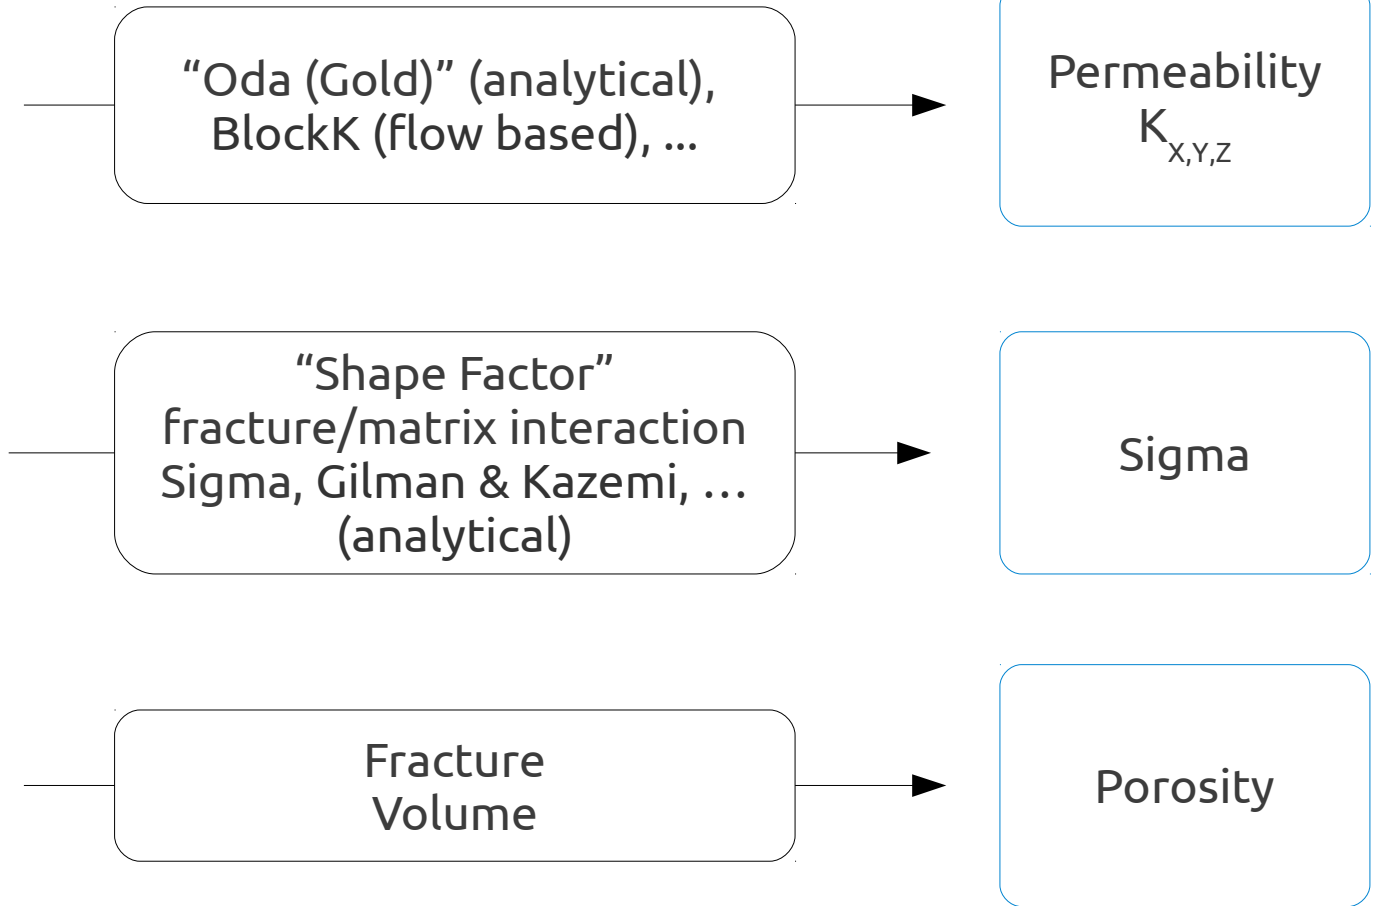 “Oda (Gold)” (analytical),
BlockK (flow based), ...
Permeability
K X,Y,Z
“Shape Factor”
fracture/matrix interaction
Sigma, Gilman & Kazemi, …
(analytical)
Sigma
Fracture
Volume
Porosity